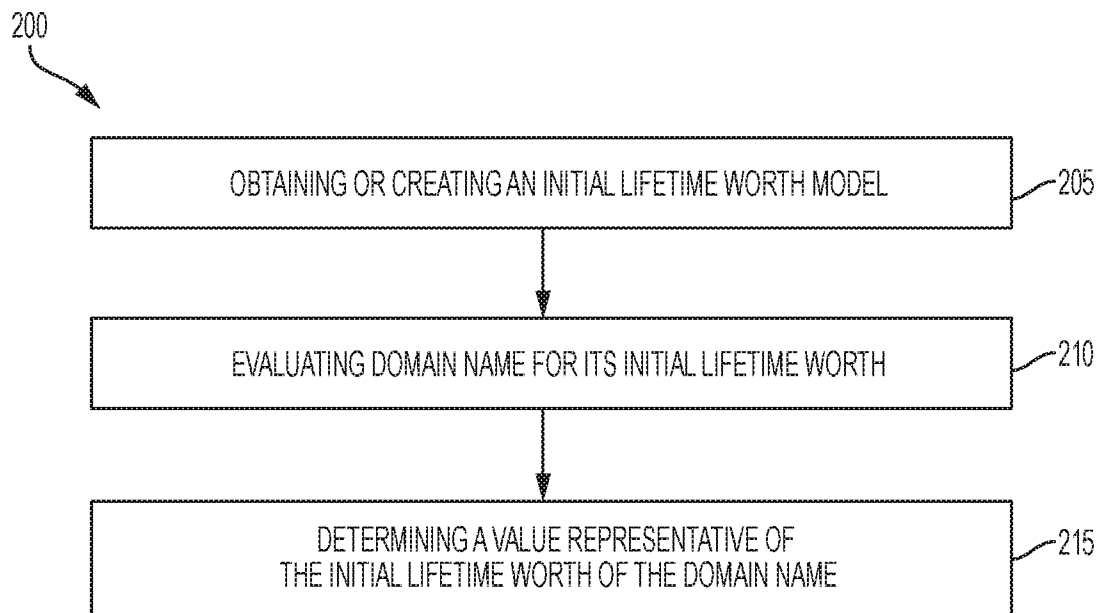 200
OBTAINING OR CREATING AN INITIAL LIFETIME WORTH MODEL
205
EVALUATING DOMAIN NAME FOR ITS INITIAL LIFETIME WORTH
210
DETERMINING A VALUE REPRESENTATIVE OF
THE INITIAL LIFETIME WORTH OF THE DOMAIN NAME
215